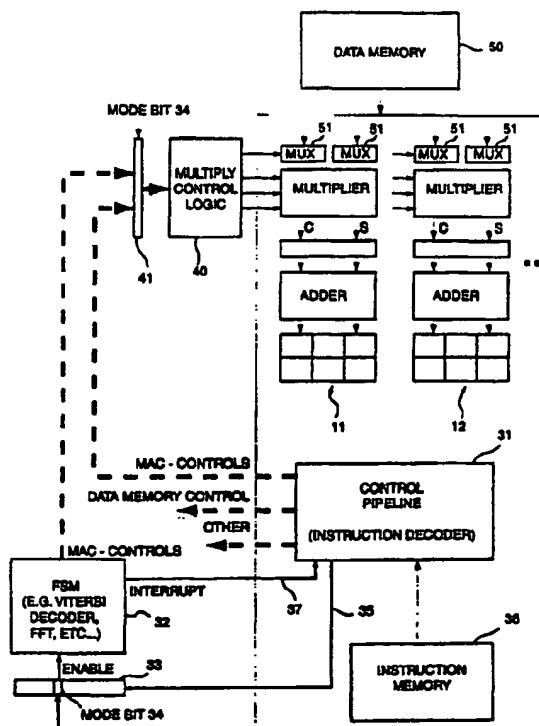 50
DATA MEMORY
MODE BIT 34
51 51 51 51
MUX MUX MUX MUX
MULTIPLY
CONTROL
LOGIC
MULTIPLIER MULTIPLIER
C S C S
41 40
ADDER ADDER
11 12
31
MAC - CONTROLS
CONTROL
PIPELINE
(INSTRUCTION DECODER)
DATA MEMORY CONTROL
OTHER
MAC - CONTROLS
FSM
(E.G. VITERBI
DECODER,
FFT, ETC...)
32
INTERRUPT
37
35
36
INSTRUCTION
MEMORY
ENABLE
33
MODE BIT 34